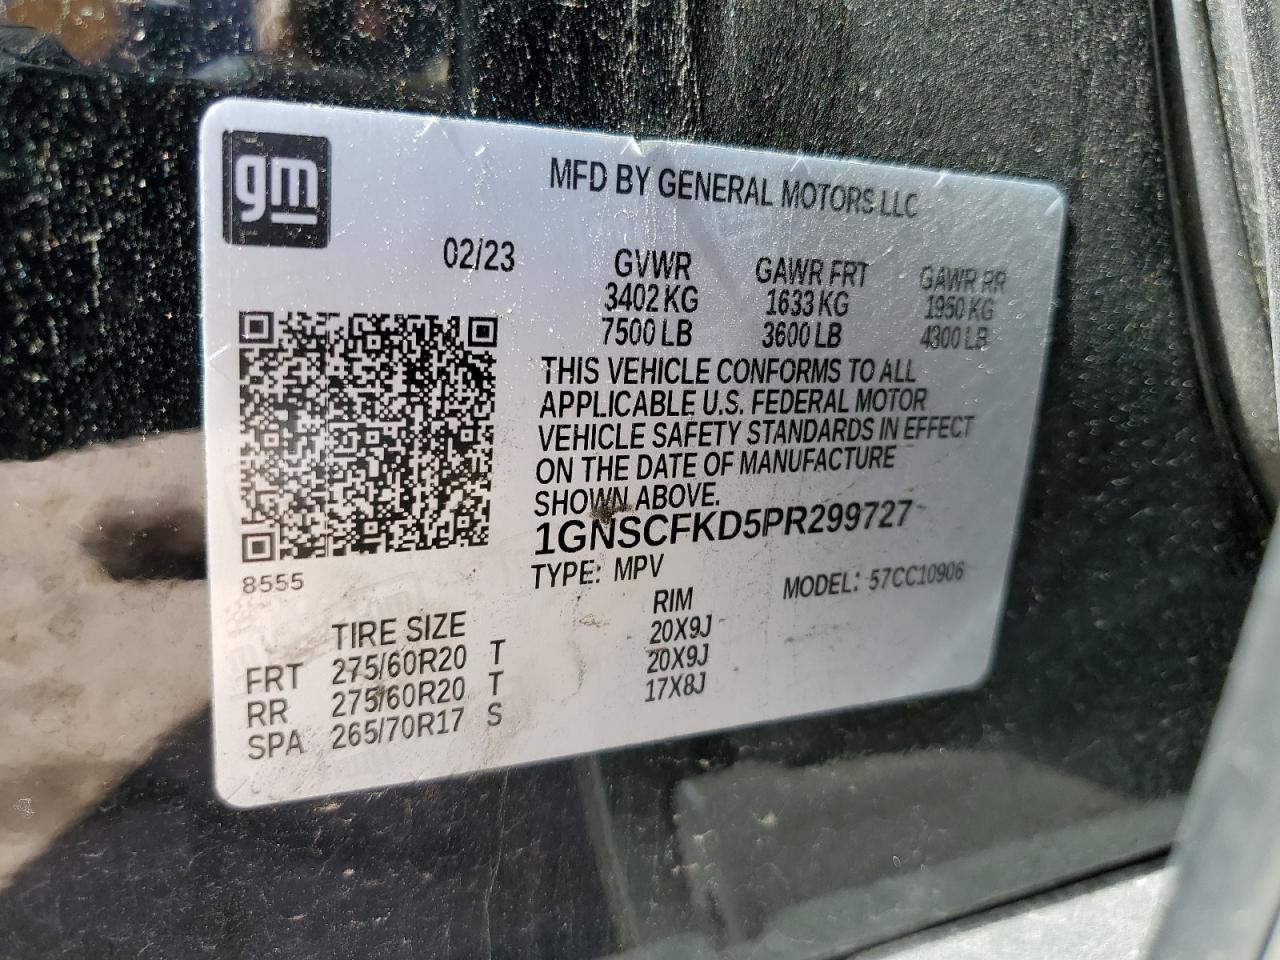 gm
MFD BY GENERAL MOTORS LLC
02/23
GVWR GAWR FRT GAWR RR
3402 KG 1633 KG 1950 KG
7500 LB 3600 LB 4300 LB
THIS VEHICLE CONFORMS TO ALL
APPLICABLE U.S. FEDERAL MOTOR
VEHICLE SAFETY STANDARDS IN EFFECT
ON THE DATE OF MANUFACTURE
SHOWN ABOVE.
1GNSCFKD5PR299727
TYPE: MPV MODEL: 57CC10906
8555
TIRE SIZE RIM
FRT 275/60R20 T 20X9J
RR 275/60R20 T 20X9J
SPA 265/70R17 S 17X8J